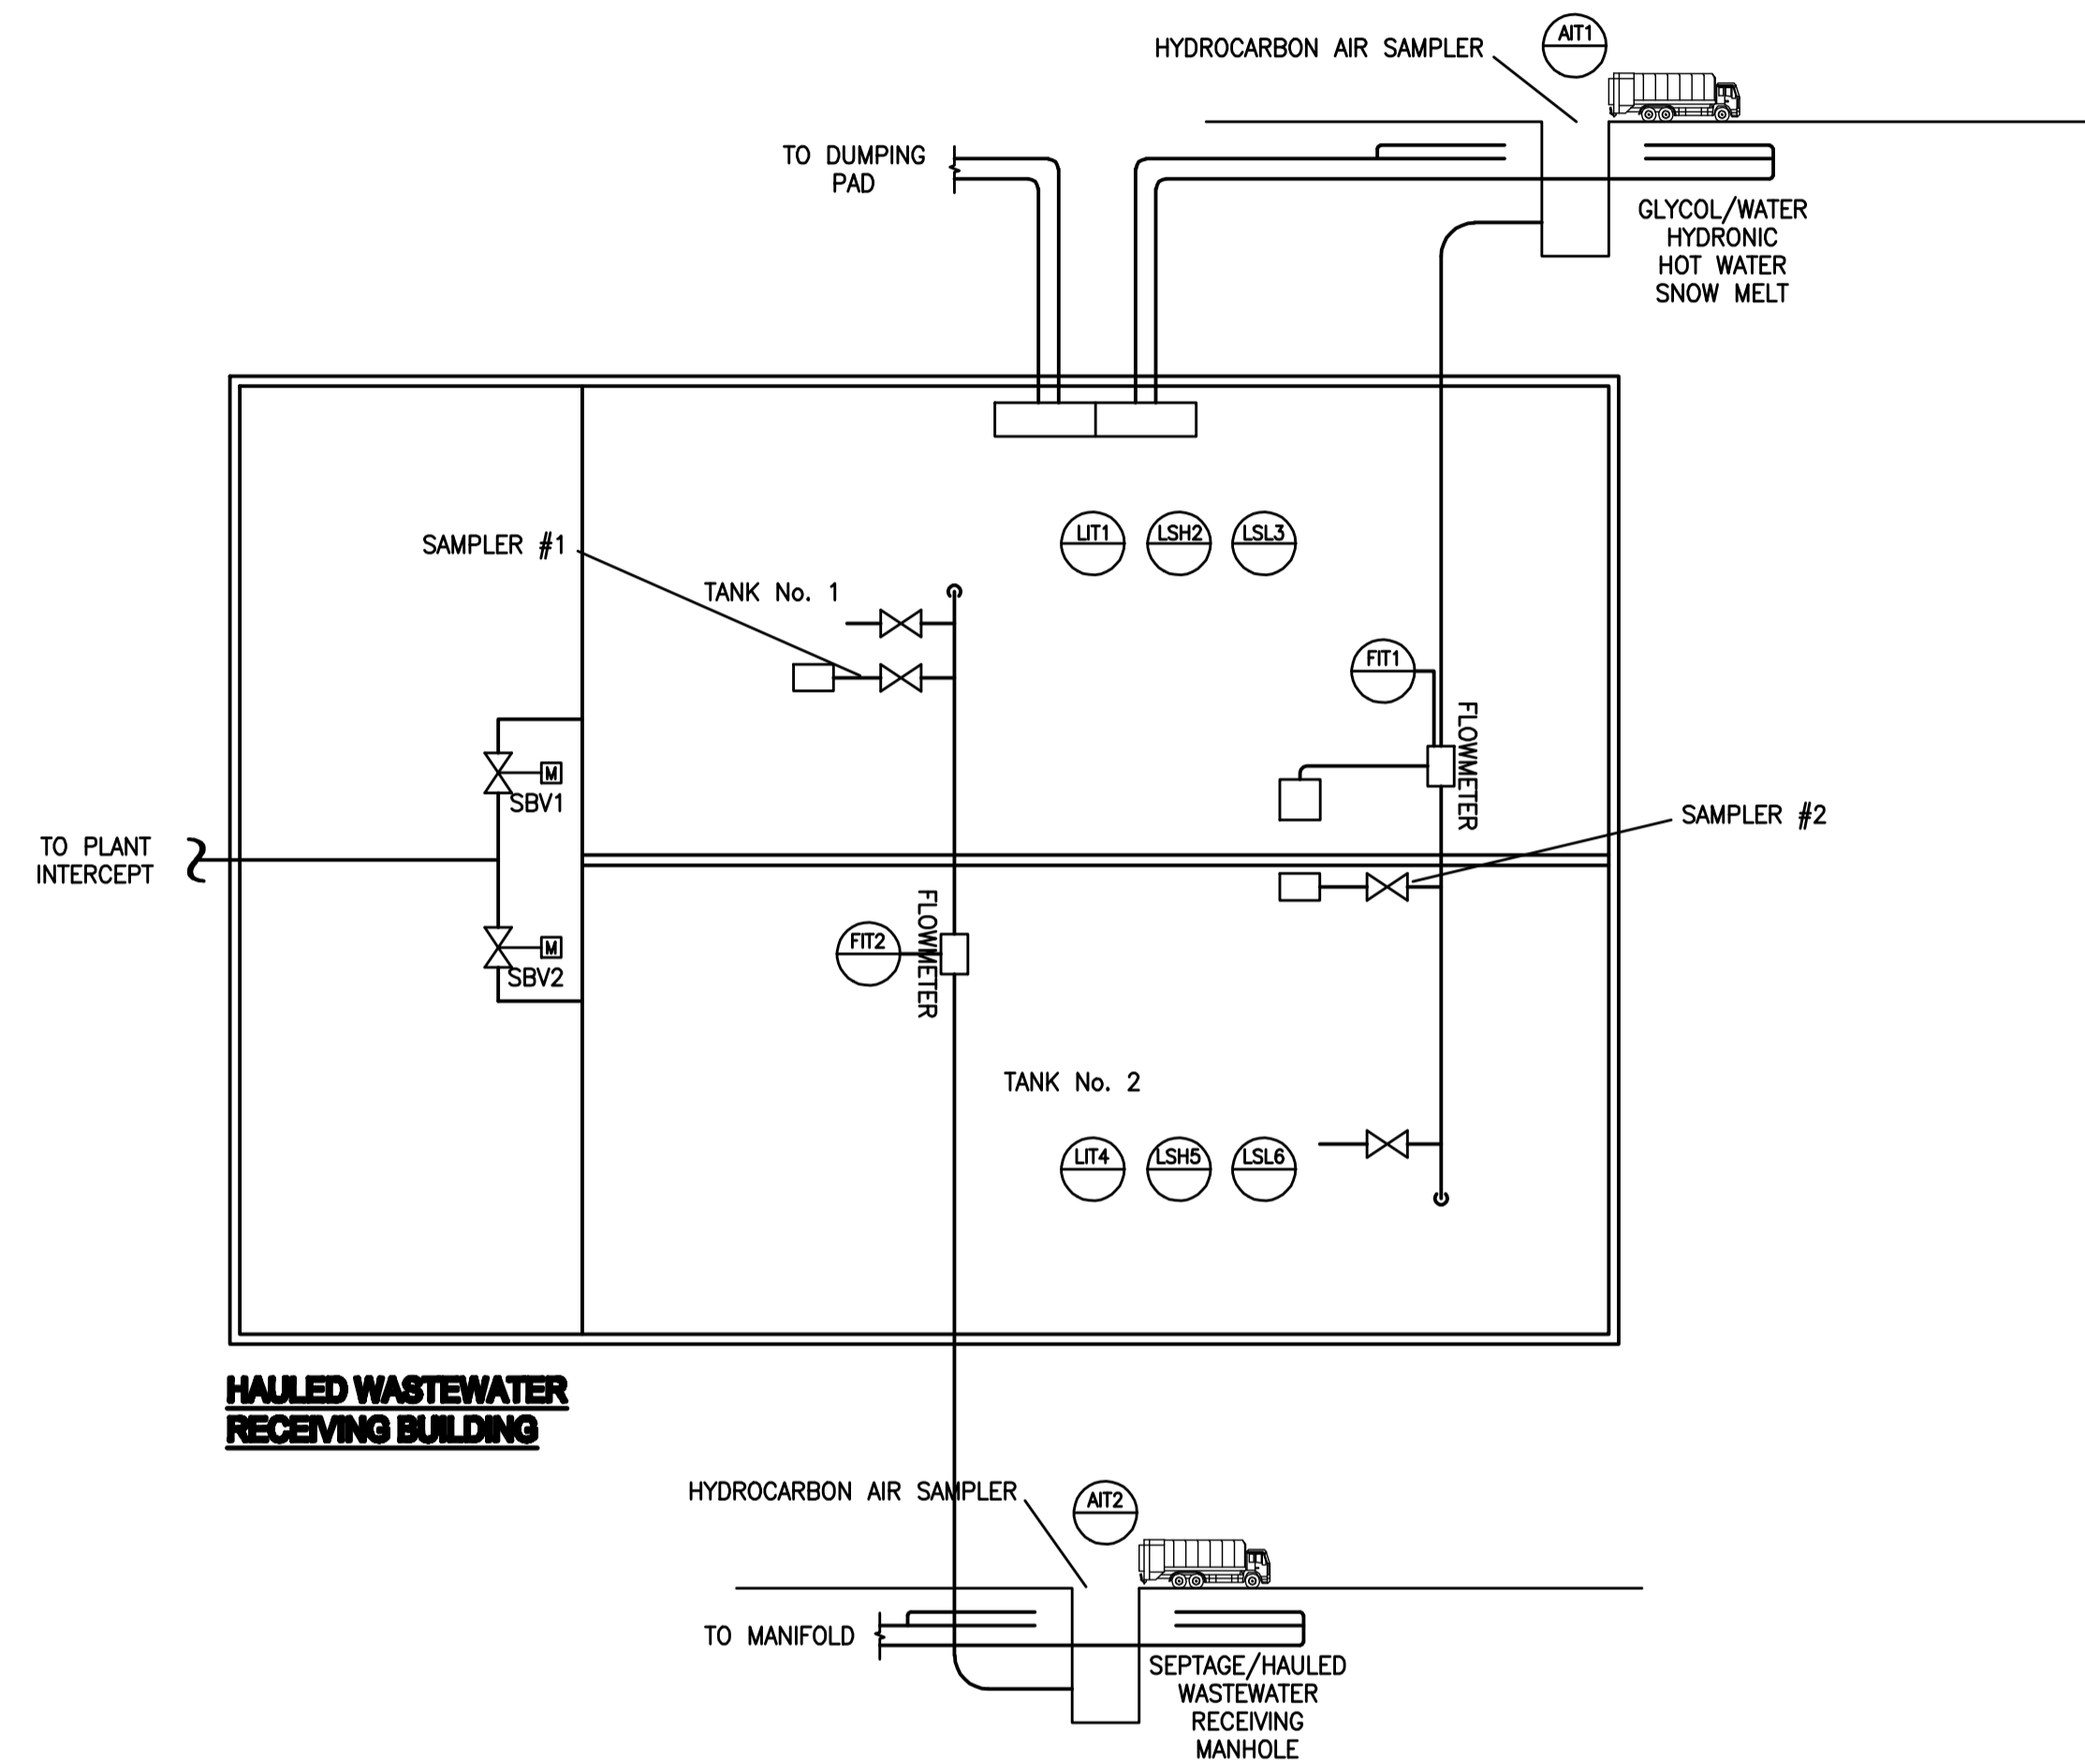 AIT1
HYDROCARBON AIR SAMPLER
TO DUMPING
PAD
GLYCOL/WATER
HYDRONIC
HOT WATER
SNOW MELT
LIT1
LSH2
LSL3
SAMPLER #1
TANK No. 1
FIT1
FLOWMETER
M
SBV1
SAMPLER #2
TO PLANT
INTERCEPT
FLOWMETER
FIT2
M
SBV2
TANK No. 2
LIT4
LSH5
LSL6
HAULED WASTEWATER
RECEIVING BUILDING
HYDROCARBON AIR SAMPLER
AIT2
TO MANIFOLD
SEPTAGE/HAULED
WASTEWATER
RECEIVING
MANHOLE